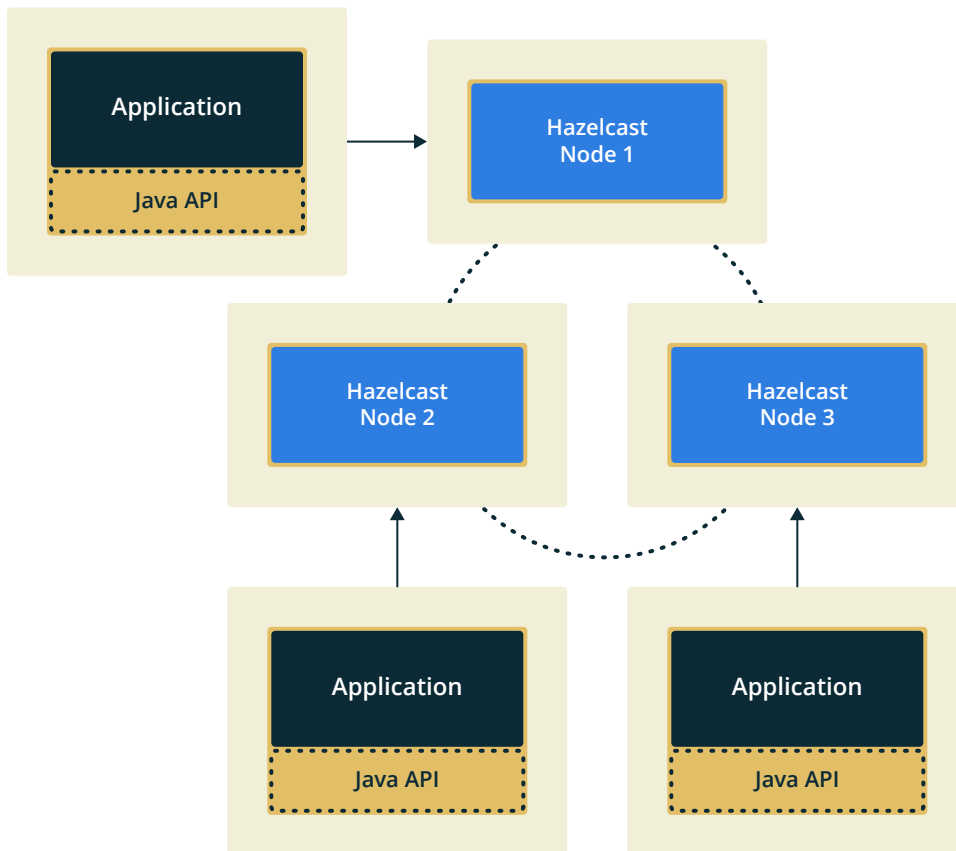 Application
Java API
Hazelcast
Node 1
Hazelcast
Node 2
Hazelcast
Node 3
Application
Java API
Application
Java API